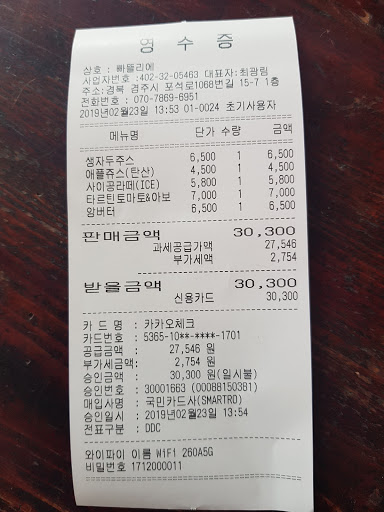 영 수 증
상호 : 빠뜰리에
사업자번호 :402-32-05463 대표자:최광림
주소:경북 경주시 포석로1068번길 15-7 1층
전화번호 : 070-7869-6951
2019년02월23일 13:53 01-0024 초기사용자
메뉴명 단가 수량 금액
생자두주스 6,500 1 6,500
애플쥬스(탄산) 4,500 1 4,500
사이공라떼(ICE) 5,800 1 5,800
타르틴토마토&아보 7,000 1 7,000
앙버터 6,500 1 6,500
판매금액 30,300
과세공급가액 27,546
부가세액 2,754
받을금액 30,300
신용카드 30,300
카 드 명 : 카카오체크
카드번호 : 5365-10**-****-1701
공급금액 : 27,546 원
부가세금액: 2,754 원
승인금액 : 30,300 원(일시불)
승인번호 : 30001663 (00088150381)
매입사명 : 국민카드사(SMARTRO)
승인일시 : 2019년02월23일 13:54
전표구분 : DDC
와이파이 이름 WiFi 260A5G
비밀번호 1712000011